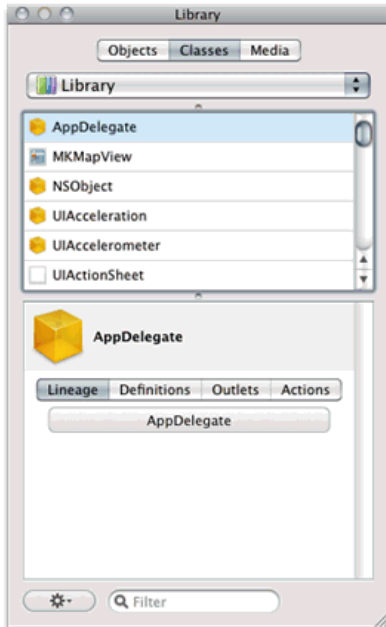 Library
Objects Classes Media
Library
AppDelegate
MKMapView
NSObject
UIAcceleration
UIAccelerometer
UIActionSheet
AppDelegate
Lineage Definitions Outlets Actions
AppDelegate
Filter